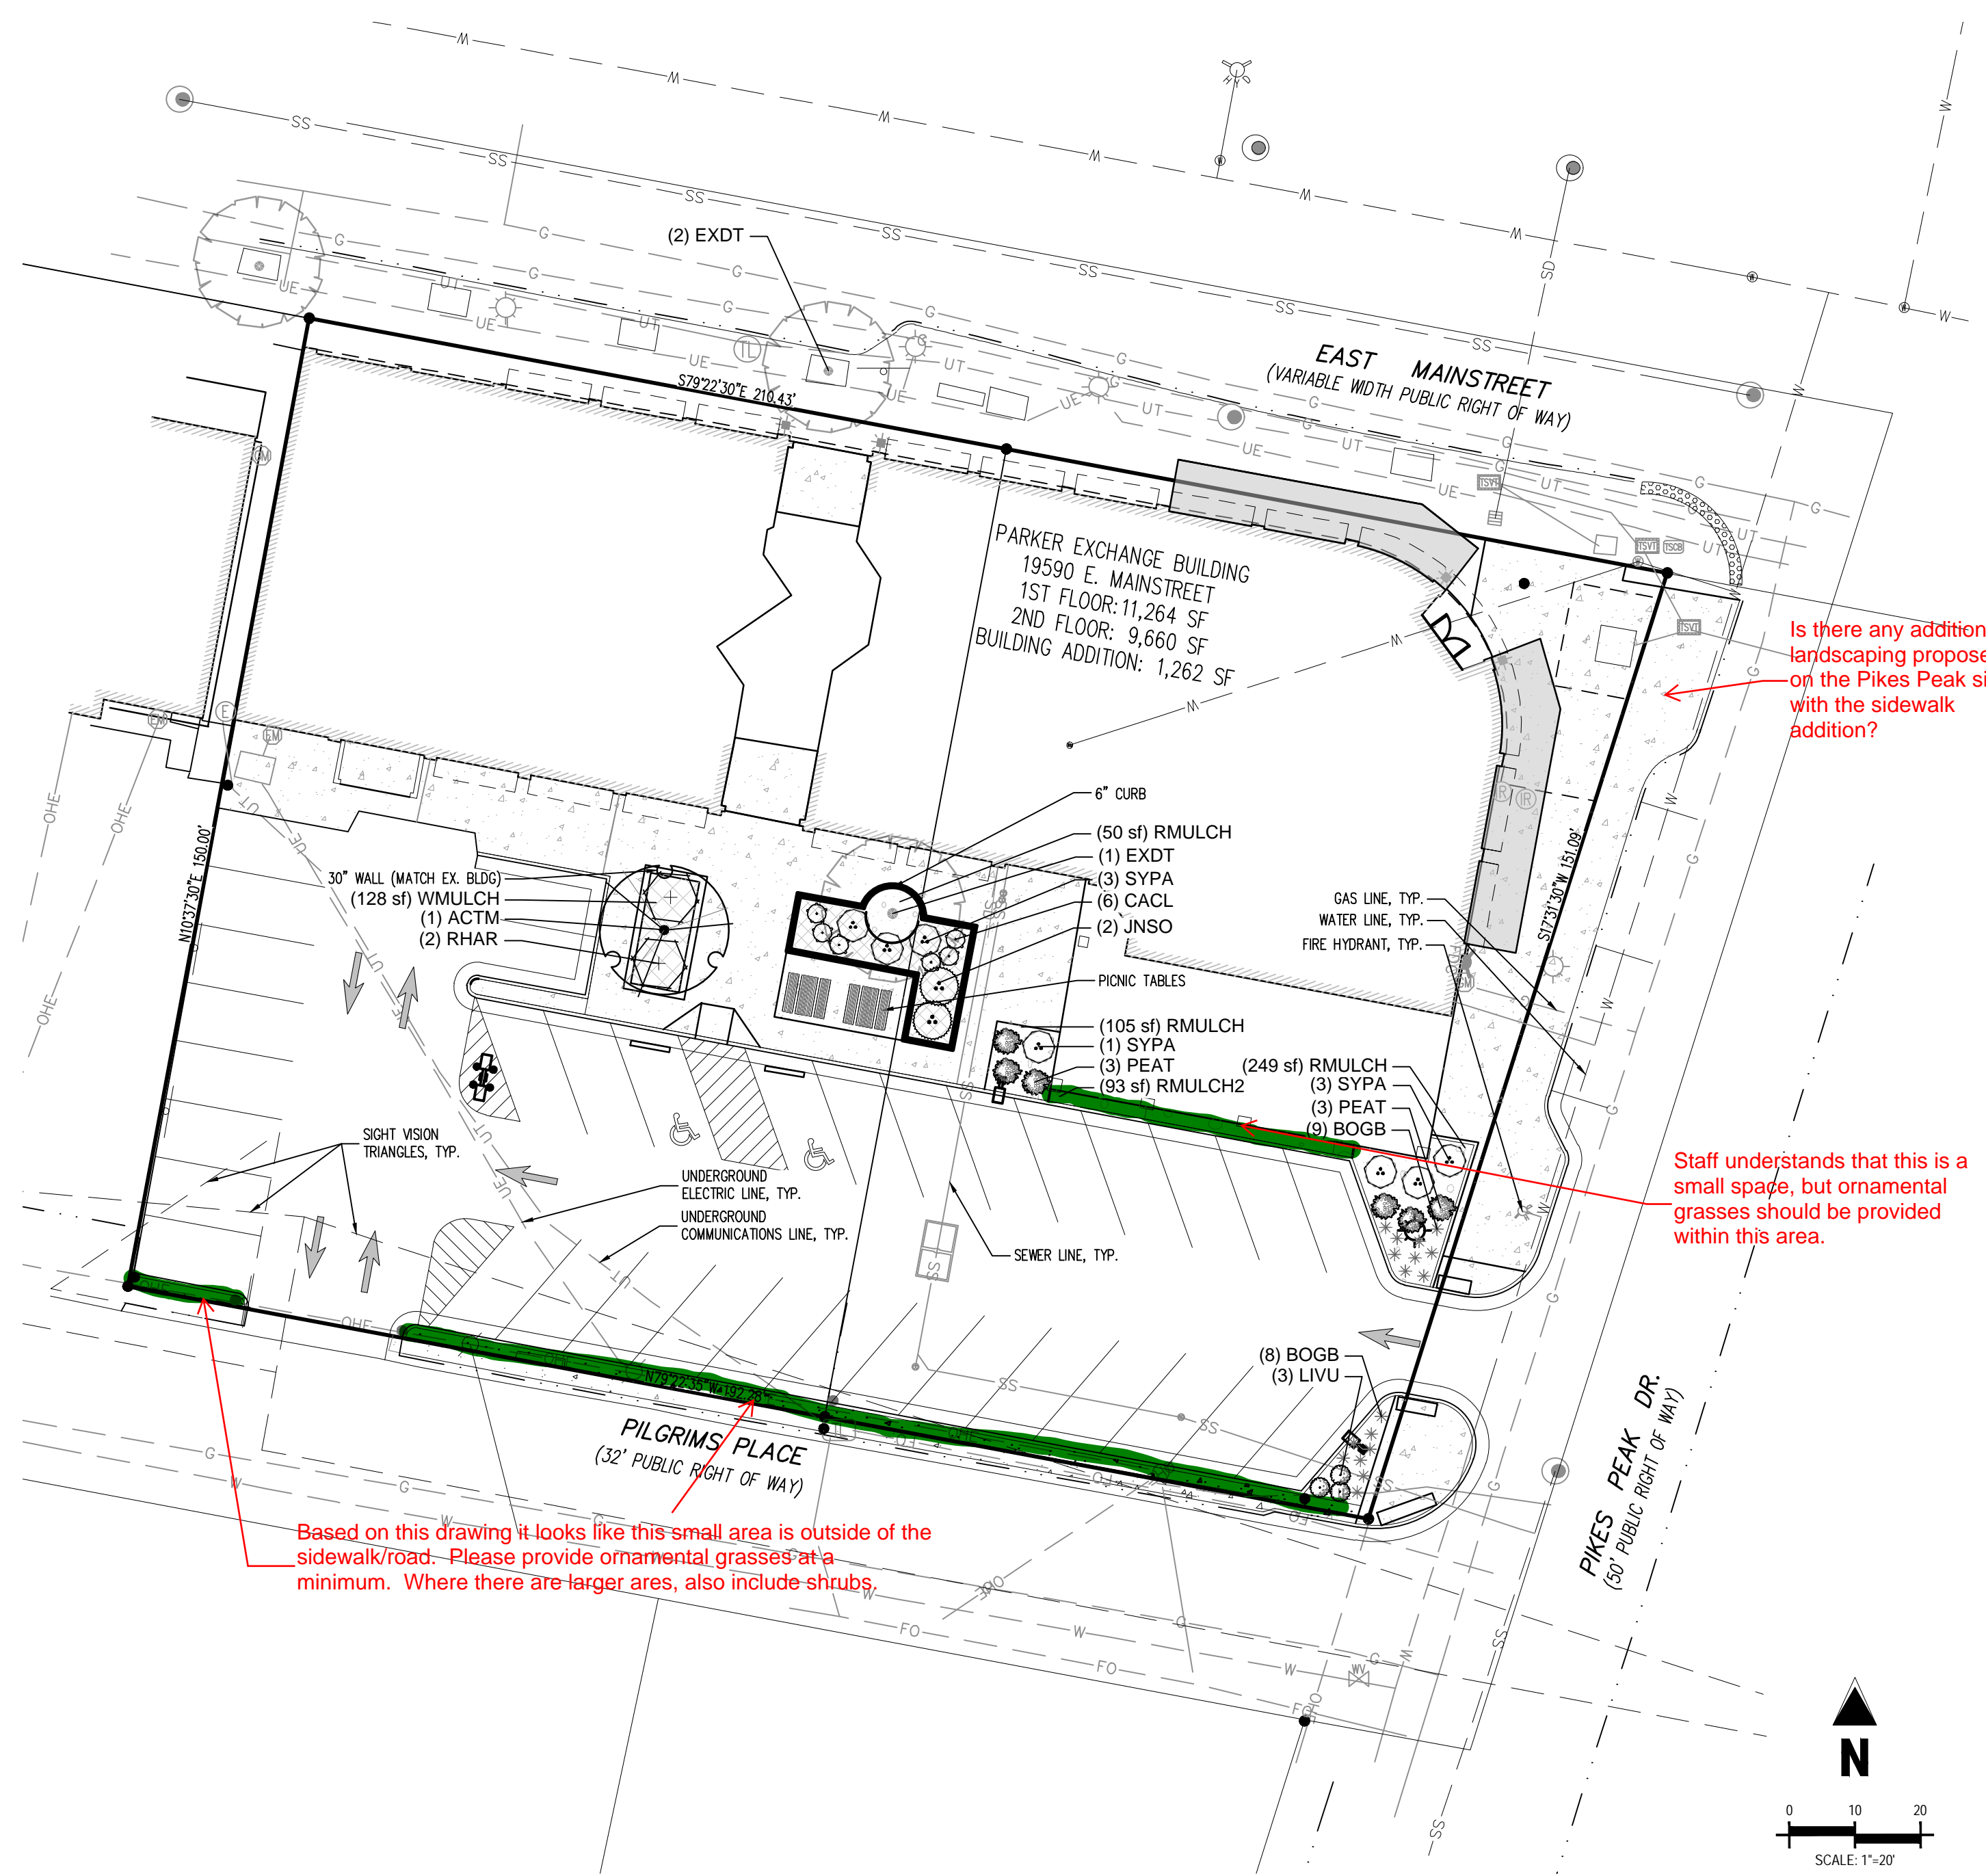 (2) EXDT
EAST MAINSTREET
(VARIABLE WIDTH PUBLIC RIGHT OF WAY)
S79°22'30"E 210.43'
PARKER EXCHANGE BUILDING
19590 E. MAINSTREET
1ST FLOOR: 11,264 SF
2ND FLOOR: 9,660 SF
BUILDING ADDITION: 1,262 SF
Is there any addition
landscaping propose
on the Pikes Peak si
with the sidewalk
addition?
N10°37'30"E 150.00'
S17°31'30"W 151.09'
6" CURB
(50 sf) RMULCH
(1) EXDT
(3) SYPA
(6) CACL
(2) JNSO
PICNIC TABLES
30" WALL (MATCH EX. BLDG)
(128 sf) WMULCH
(1) ACTM
(2) RHAR
GAS LINE, TYP.
WATER LINE, TYP.
FIRE HYDRANT, TYP.
(105 sf) RMULCH
(1) SYPA
(3) PEAT
(93 sf) RMULCH2
(249 sf) RMULCH
(3) SYPA
(3) PEAT
(9) BOGB
SIGHT VISION
TRIANGLES, TYP.
UNDERGROUND
ELECTRIC LINE, TYP.
UNDERGROUND
COMMUNICATIONS LINE, TYP.
SEWER LINE, TYP.
Staff understands that this is a
small space, but ornamental
grasses should be provided
within this area.
(8) BOGB
(3) LIVU
N79°22'35"W 192.28'
PILGRIMS PLACE
(32' PUBLIC RIGHT OF WAY)
PIKES PEAK DR.
(50' PUBLIC RIGHT OF WAY)
Based on this drawing it looks like this small area is outside of the
sidewalk/road. Please provide ornamental grasses at a
minimum. Where there are larger ares, also include shrubs.
N
0 10 20
SCALE: 1"=20'